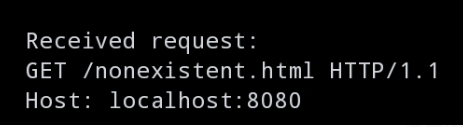 Received request:
GET /nonexistent.html HTTP/1.1
Host: localhost:8080